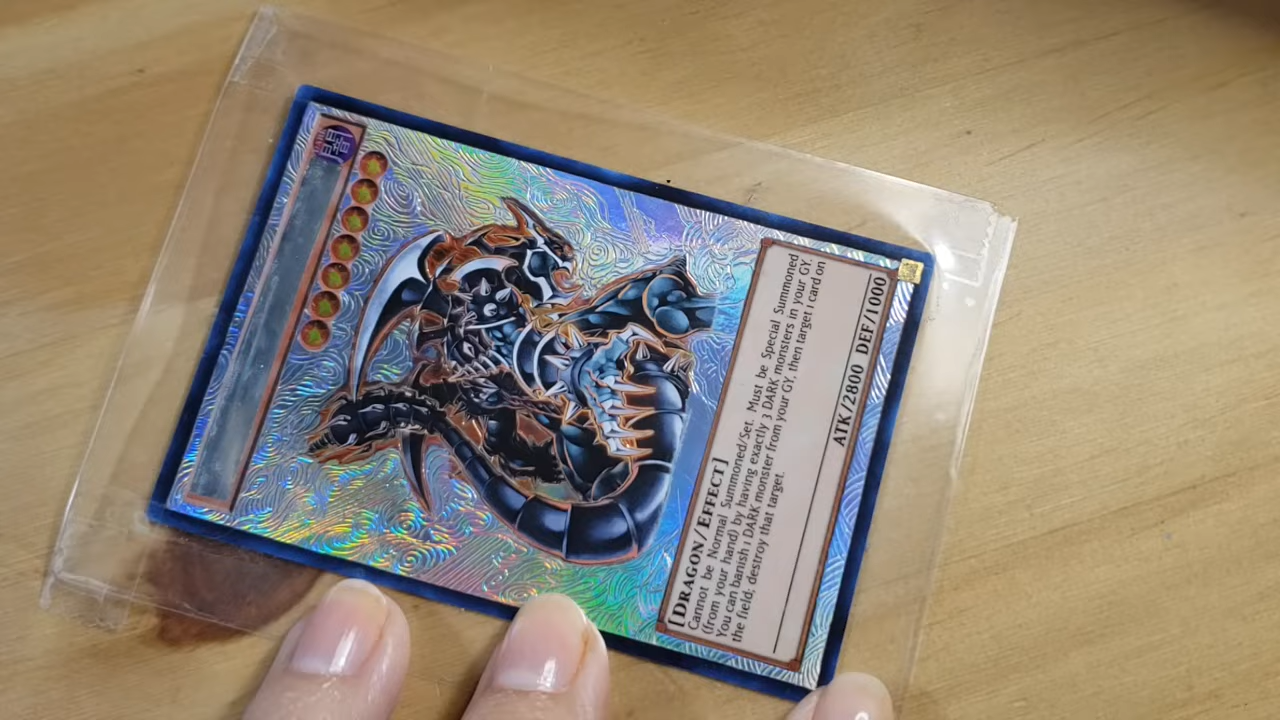 闇
[DRAGON/EFFECT]
Cannot be Normal Summoned/Set. Must be Special Summoned
(from your hand) by having exactly 3 DARK monsters in your GY.
You can banish 1 DARK monster from your GY, then target 1 card on
the field; destroy that target.
ATK/2800 DEF/1000